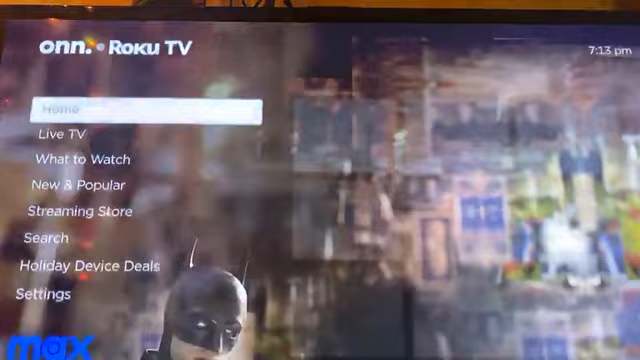 onn. • Roku TV
7:13 pm
Home
Live TV
What to Watch
New & Popular
Streaming Store
Search
Holiday Device Deals
Settings
max